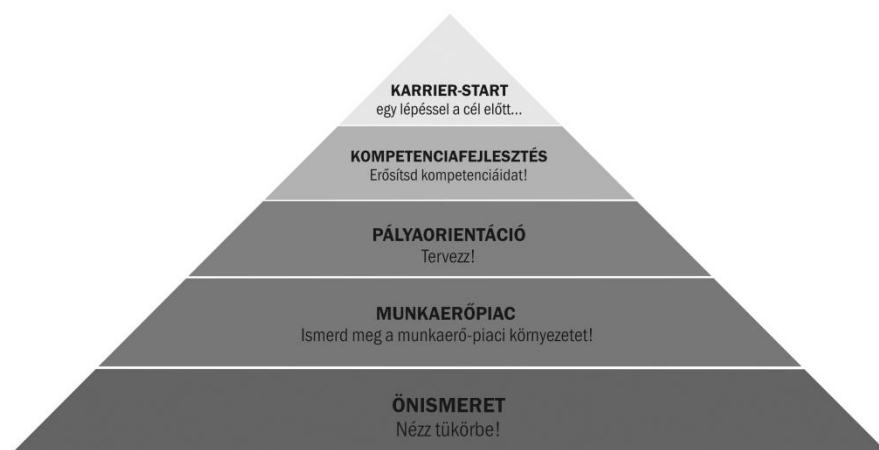 KARRIER-START
egy lépéssel a cél előtt...
KOMPETENCIAFEJLESZTÉS
Erősítsd kompetenciáidat!
PÁLYAORIENTÁCIÓ
Tervezz!
MUNKAERŐPIAC
Ismerd meg a munkaerő-piaci környezetet!
ÖNISMERET
Nézz tükörbe!